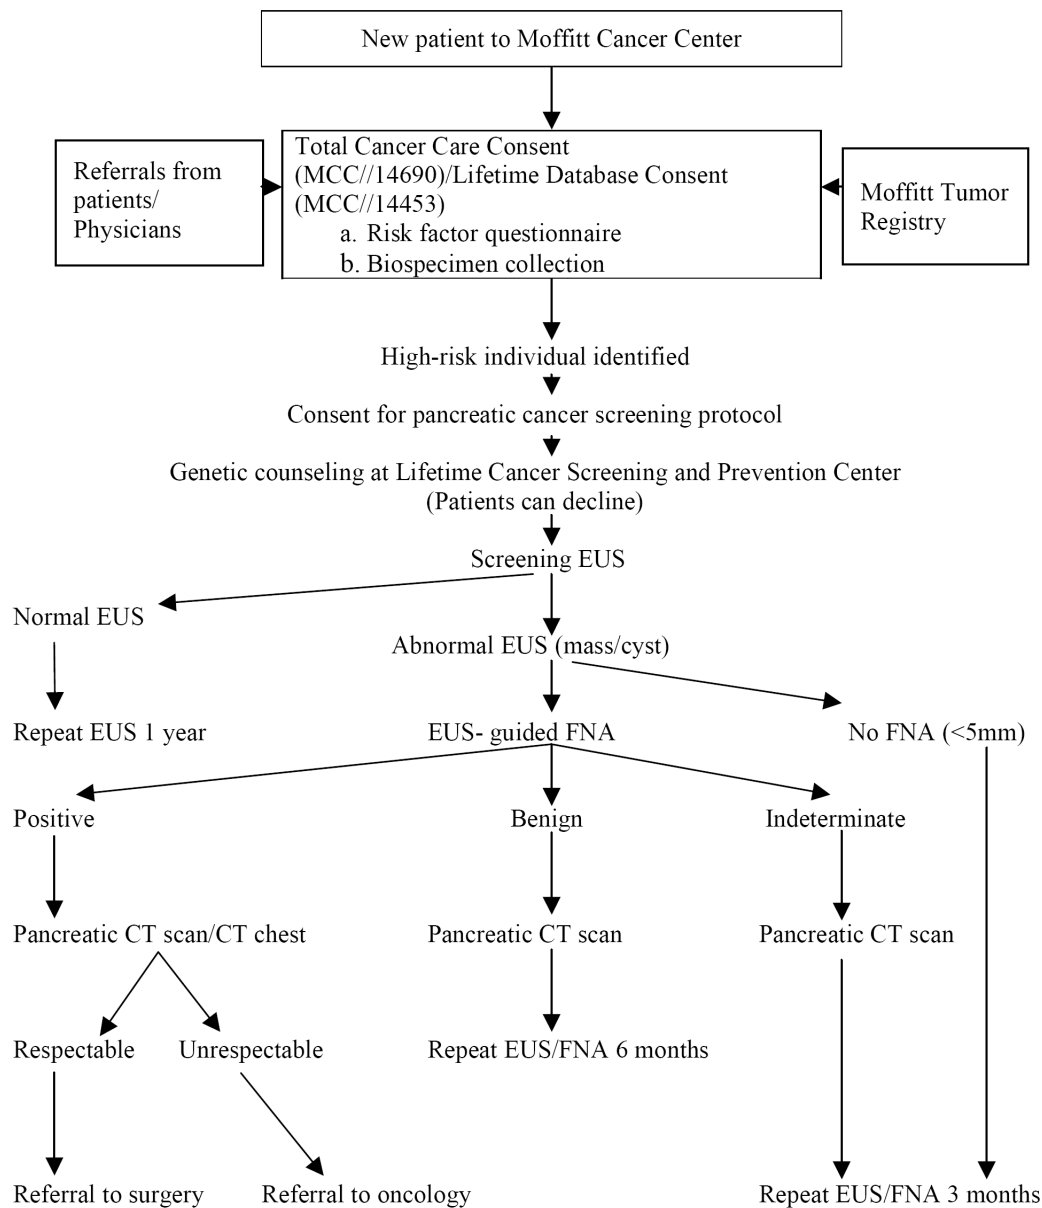 New patient to Moffitt Cancer Center
Referrals from
patients/
Physicians
Total Cancer Care Consent
(MCC//14690)/Lifetime Database Consent
(MCC//14453)
a. Risk factor questionnaire
b. Biospecimen collection
Moffitt Tumor
Registry
High-risk individual identified
Consent for pancreatic cancer screening protocol
Genetic counseling at Lifetime Cancer Screening and Prevention Center
(Patients can decline)
Screening EUS
Normal EUS
Abnormal EUS (mass/cyst)
Repeat EUS 1 year
EUS- guided FNA
No FNA (<5mm)
Positive
Benign
Indeterminate
Pancreatic CT scan/CT chest
Pancreatic CT scan
Pancreatic CT scan
Respectable
Unrespectable
Repeat EUS/FNA 6 months
Referral to surgery
Referral to oncology
Repeat EUS/FNA 3 months